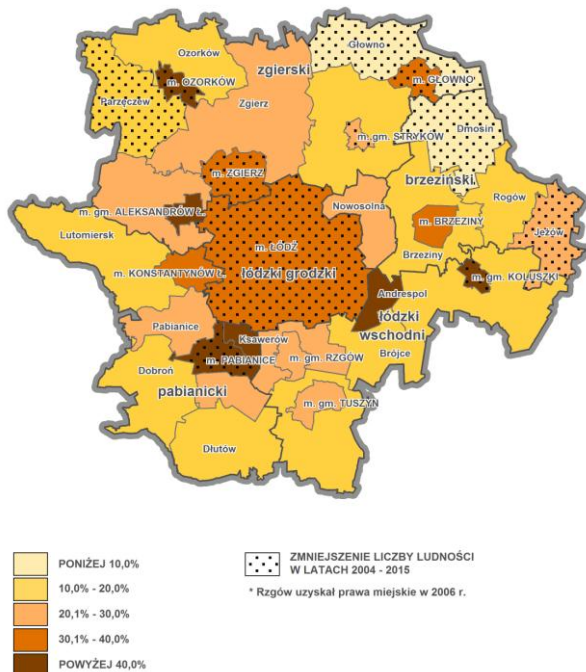 Ozorków
Głowno
zgierski
m. OZORKÓW
m. GŁOWNO
Parzęczew
Zgierz
Dmosin
m. gm. STRYKÓW
m. ZGIERZ
brzeziński
Rogów
Nowosolna
m. gm. ALEKSANDRÓW Ł.
Jeżów
m. BRZEZINY
Lutomiersk
m. ŁÓDŹ
Brzeziny
m. gm. KOLUSZKI
m. KONSTANTYNÓW Ł.
łódzki grodzki
Andrespol
łódzki
wschodni
Pabianice
Ksawerów
m. PABIANICE
m. gm. RZGÓW
Brójce
Dobroń
pabianicki
m. gm. TUSZYN
Dłutów
PONIŻEJ 10,0%
10,0% - 20,0%
20,1% - 30,0%
30,1% - 40,0%
POWYŻEJ 40,0%
ZMNIEJSZENIE LICZBY LUDNOŚCI
W LATACH 2004 - 2015
* Rzgów uzyskał prawa miejskie w 2006 r.